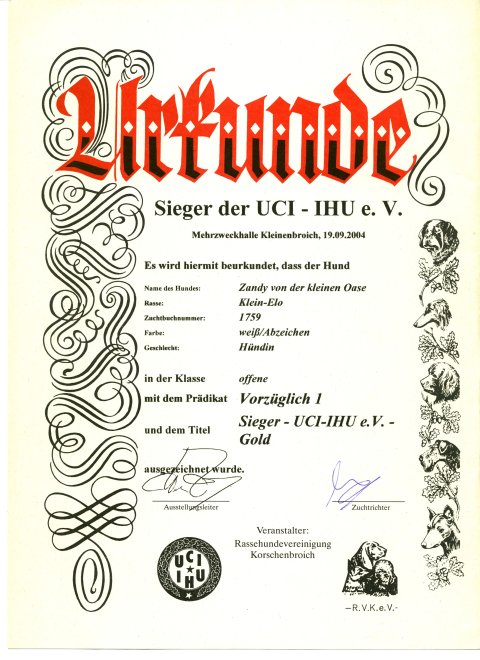 Urkunde
Sieger der UCI - IHU e. V.
Mehrzweckhalle Kleinenbroich, 19.09.2004
Es wird hiermit beurkundet, dass der Hund
Name des Hundes: Zandy von der kleinen Oase
Rasse: Klein-Elo
Zuchtbuchnummer: 1759
Farbe: weiß/Abzeichen
Geschlecht: Hündin
in der Klasse offene
mit dem Prädikat Vorzüglich 1
und dem Titel Sieger - UCI-IHU e.V. -
Gold
ausgezeichnet wurde.
Ausstellungsleiter Zuchtrichter
Veranstalter:
Rassehundevereinigung
Korschenbroich
UCI
IHU
–R.V.K.e.V.-